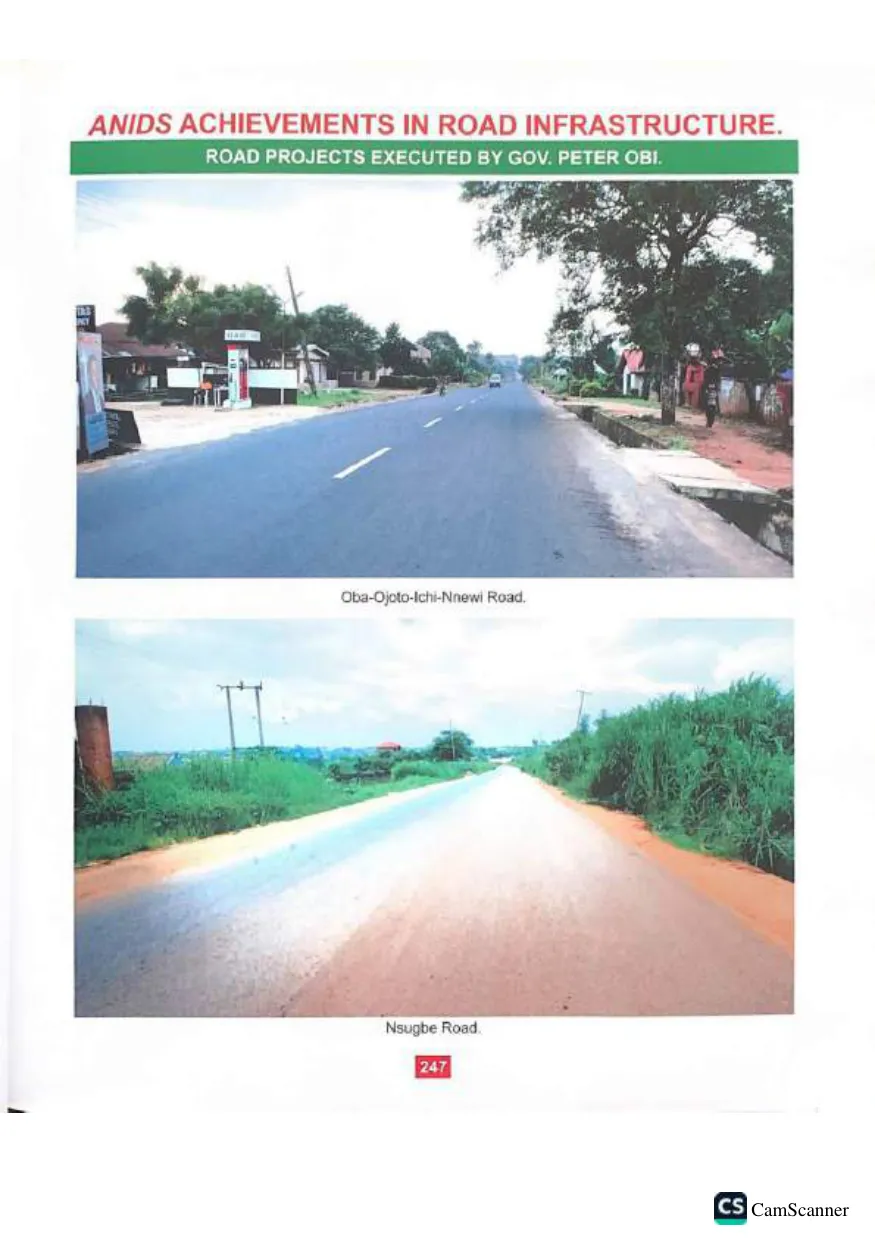 ANIDS ACHIEVEMENTS IN ROAD INFRASTRUCTURE.
ROAD PROJECTS EXECUTED BY GOV. PETER OBI.
Oba-Ojoto-Ichi-Nnewi Road.
Nsugbe Road.
247
CS CamScanner